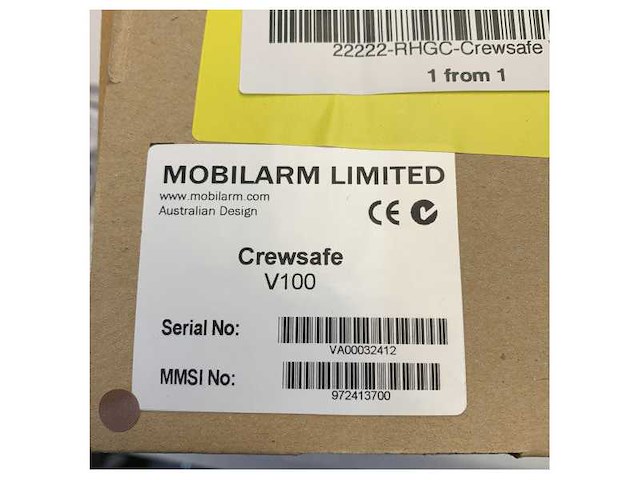 22222-RHGC-Crewsafe
1 from 1
MOBILARM LIMITED
www.mobilarm.com
Australian Design
CE
Crewsafe
V100
Serial No:
VA00032412
MMSI No:
972413700